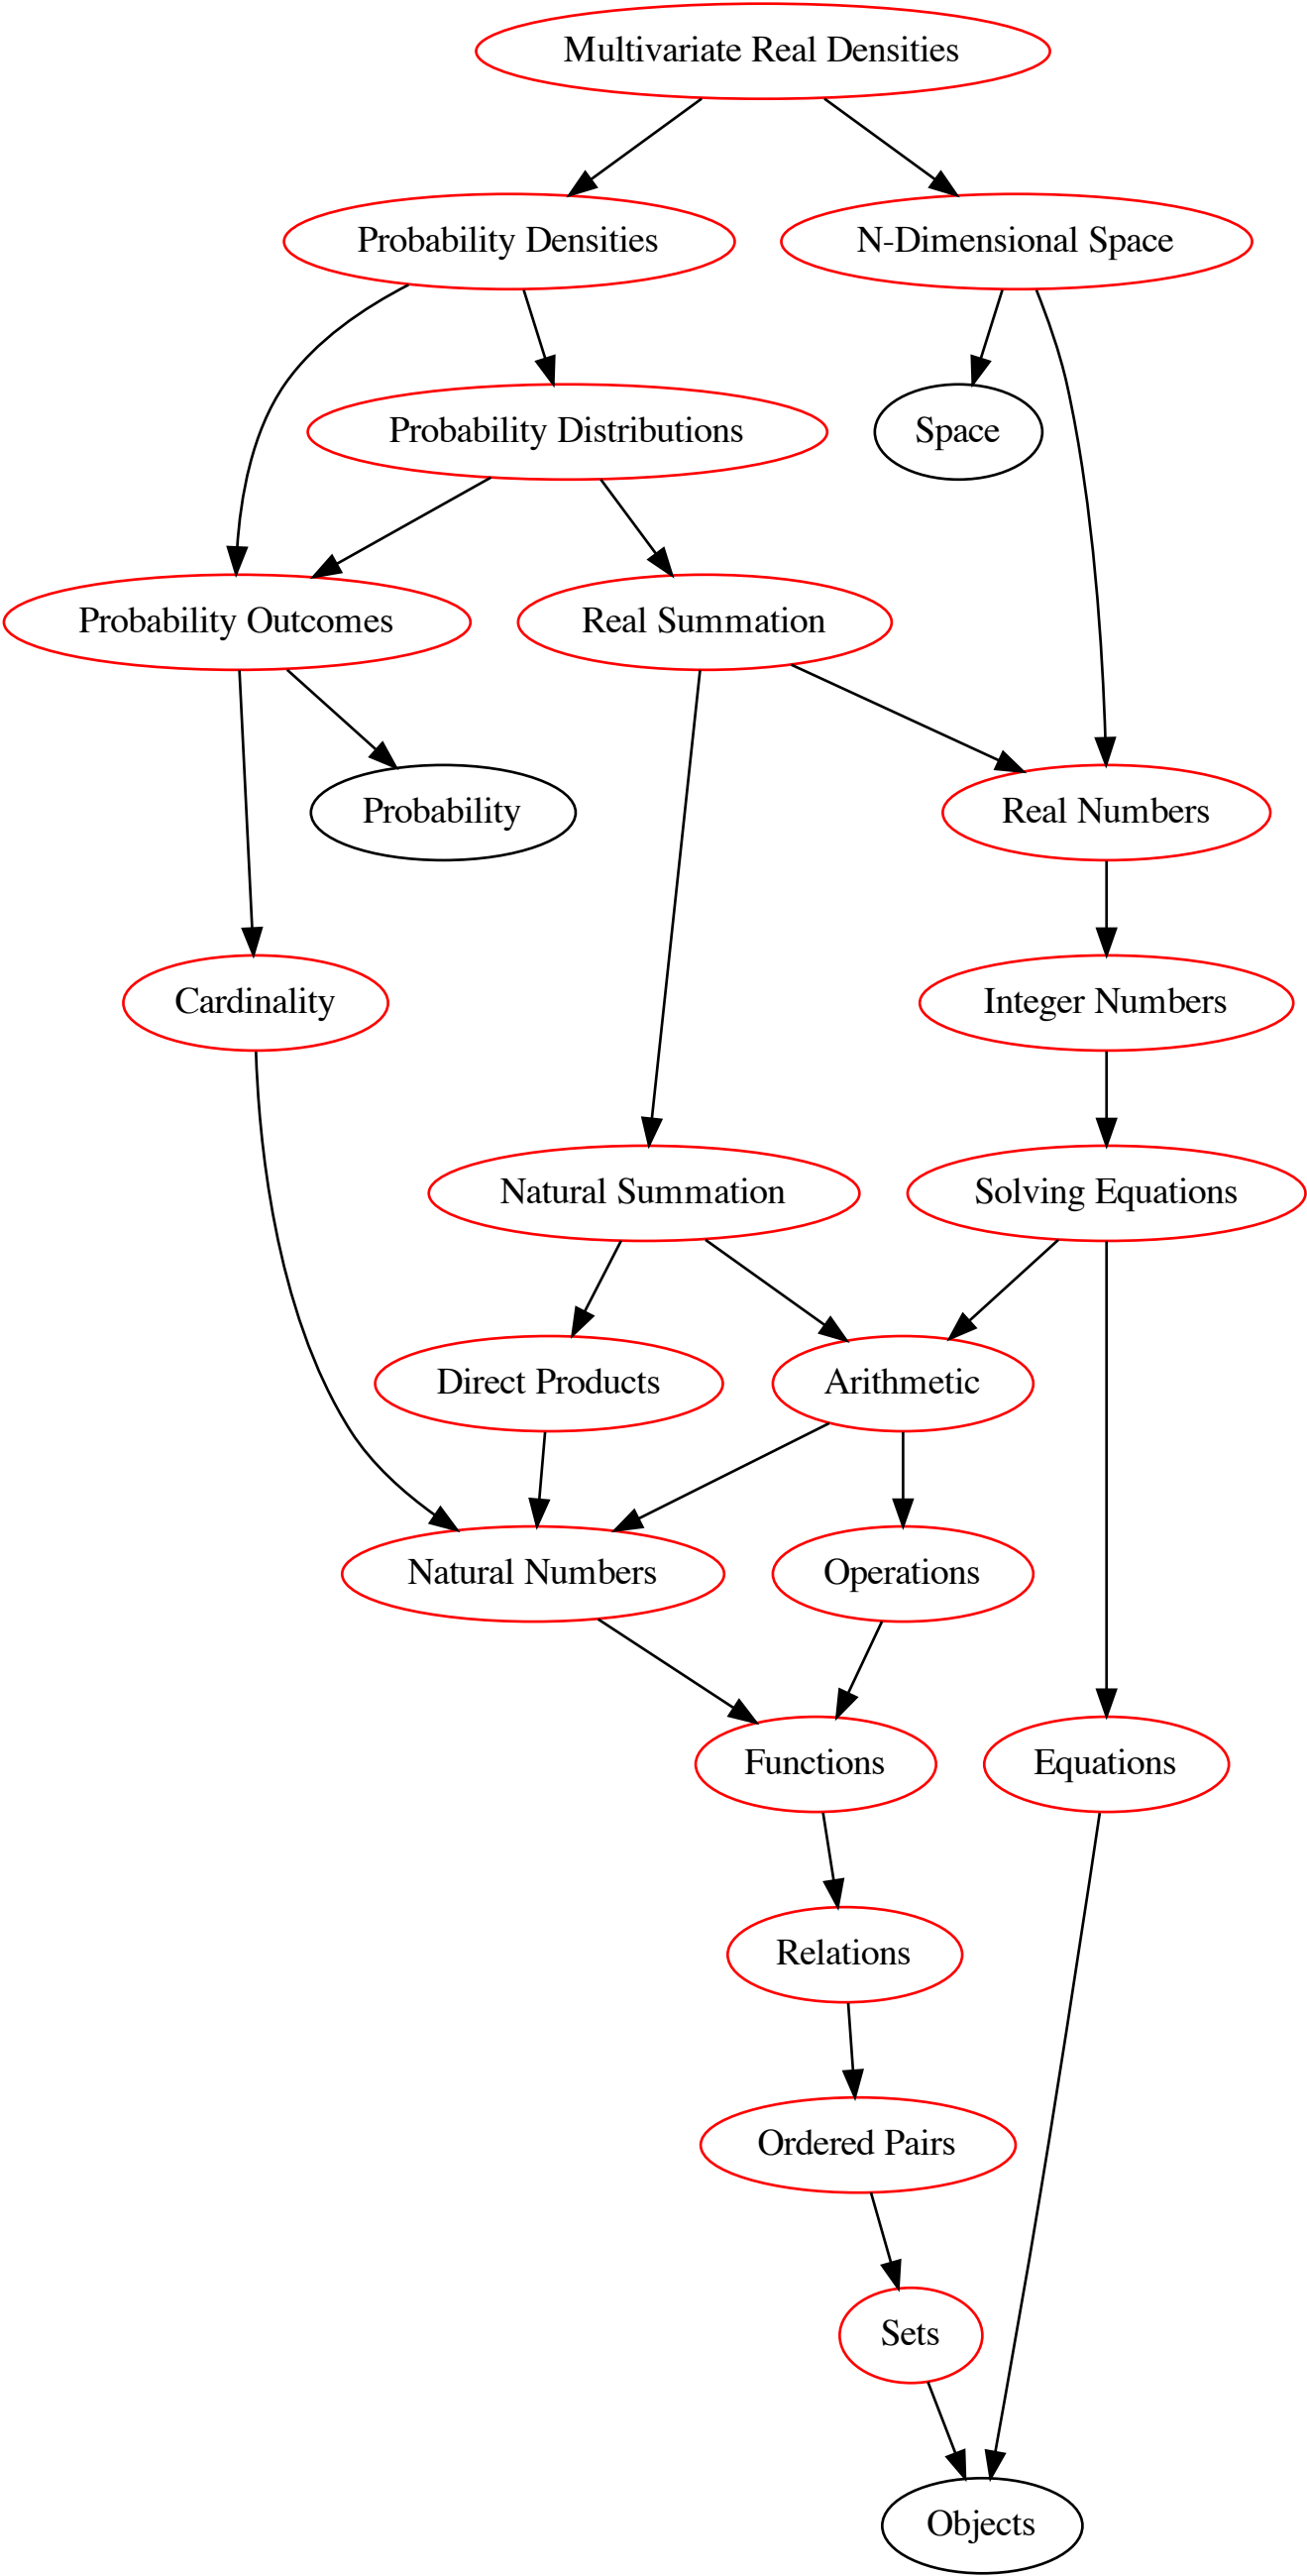 Multivariate Real Densities
Probability Densities
N-Dimensional Space
Probability Distributions
Space
Probability Outcomes
Real Summation
Probability
Real Numbers
Cardinality
Integer Numbers
Natural Summation
Solving Equations
Direct Products
Arithmetic
Natural Numbers
Operations
Functions
Equations
Relations
Ordered Pairs
Sets
Objects